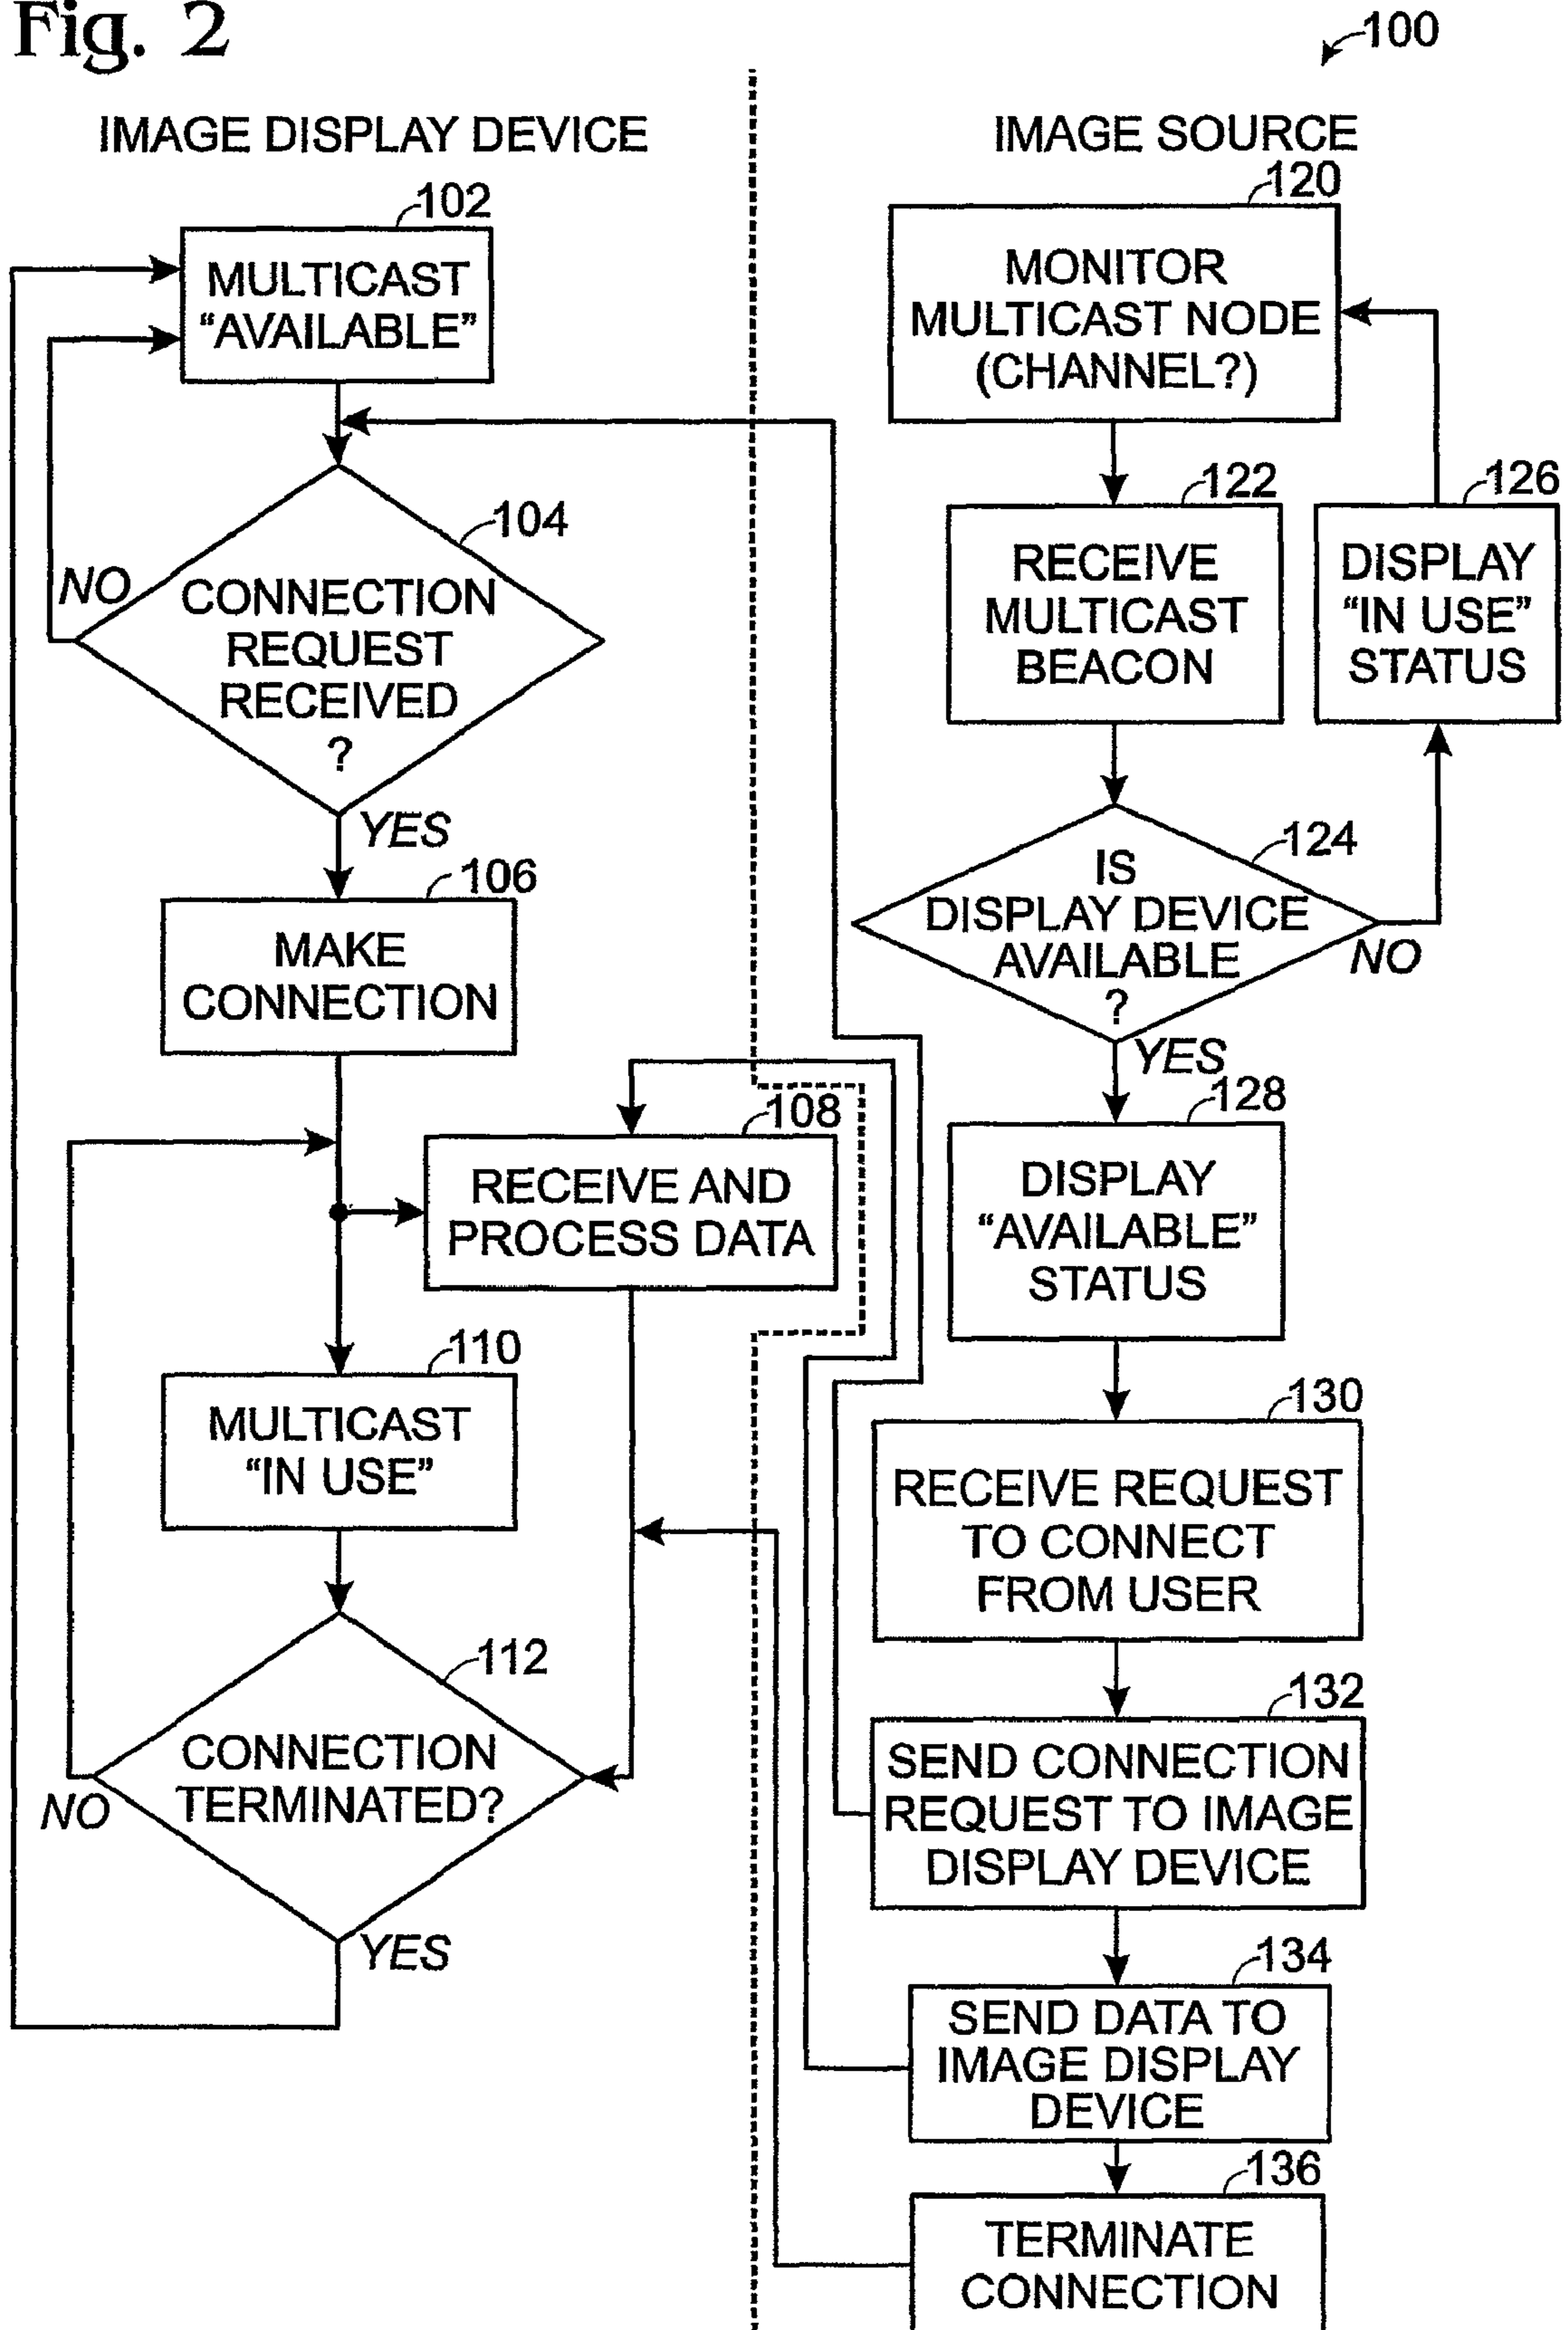 Fig. 2
100
IMAGE DISPLAY DEVICE
102
MULTICAST
“AVAILABLE”
104
CONNECTION
REQUEST
RECEIVED
?
NO
YES
106
MAKE
CONNECTION
108
RECEIVE AND
PROCESS DATA
110
MULTICAST
“IN USE”
112
CONNECTION
TERMINATED?
NO
YES
IMAGE SOURCE
120
MONITOR
MULTICAST NODE
(CHANNEL?)
122
RECEIVE
MULTICAST
BEACON
126
DISPLAY
“IN USE”
STATUS
124
IS
DISPLAY DEVICE
AVAILABLE
?
NO
YES
128
DISPLAY
“AVAILABLE”
STATUS
130
RECEIVE REQUEST
TO CONNECT
FROM USER
132
SEND CONNECTION
REQUEST TO IMAGE
DISPLAY DEVICE
134
SEND DATA TO
IMAGE DISPLAY
DEVICE
136
TERMINATE
CONNECTION